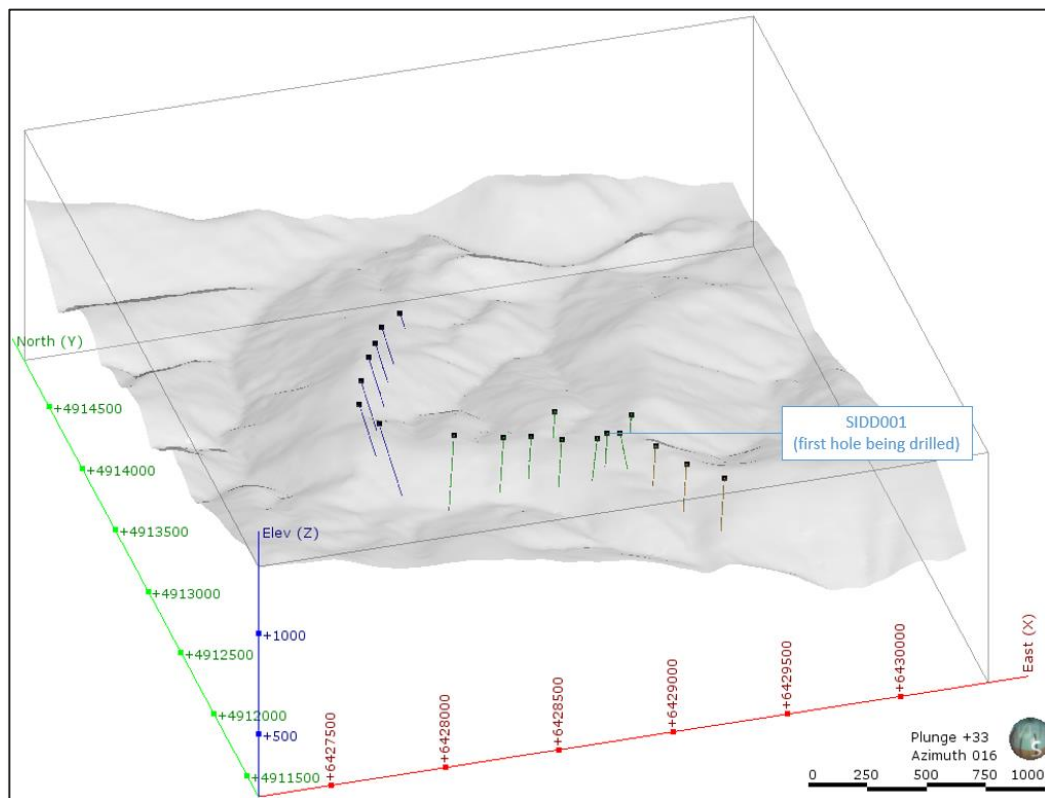 North (Y)
+4914500
+4914000
+4913500
+4913000
+4912500
+4912000
+4911500
Elev (Z)
+1000
+500
SIDD001
(first hole being drilled)
+6427500
+6428000
+6428500
+6429000
+6429500
+6430000
East (X)
Plunge +33
Azimuth 016
S
0 250 500 750 1000